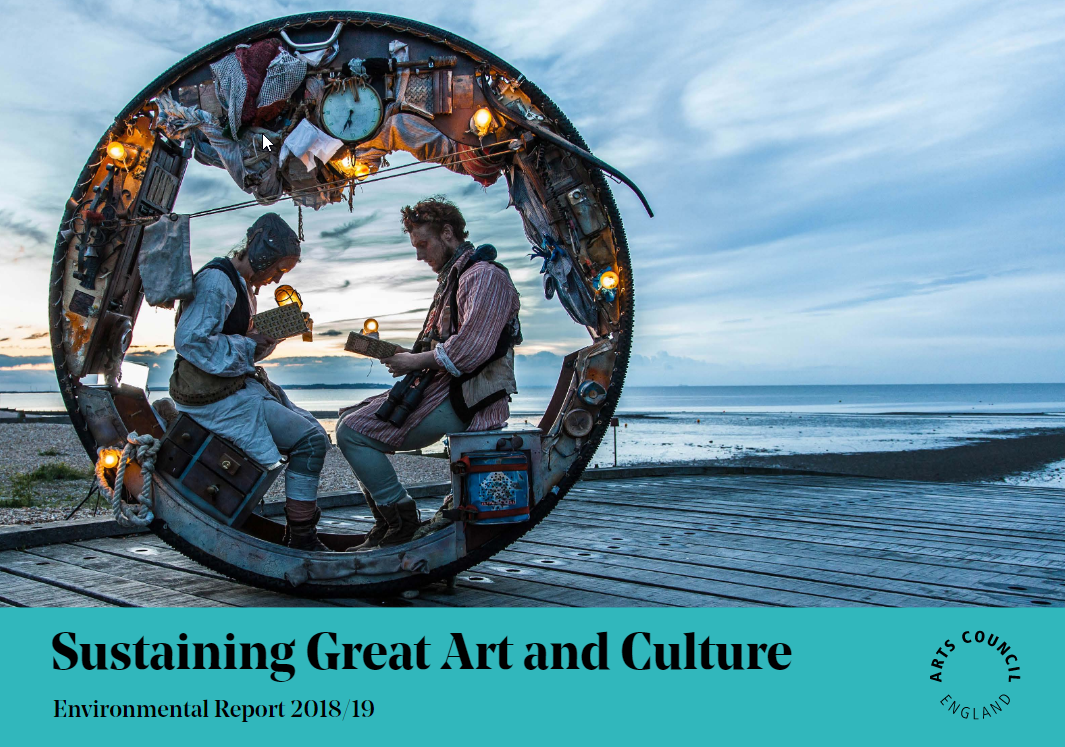 Sustaining Great Art and Culture
Environmental Report 2018/19
ARTS COUNCIL
ENGLAND